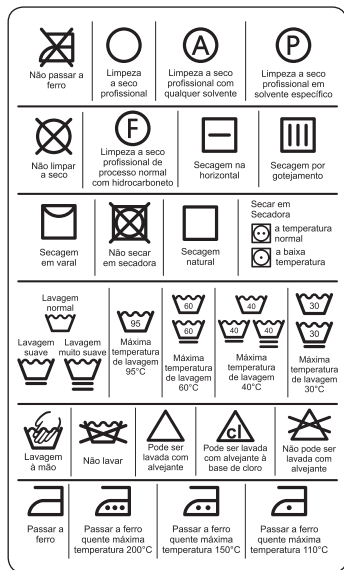 A
P
Não passar a
ferro
Limpeza
a seco
profissional
Limpeza a seco
profissional com
qualquer solvente
Limpeza a seco
profissional em
solvente específico
F
Não limpar
a seco
Limpeza a seco
profissional de
processo normal
com hidrocarboneto
Secagem na
horizontal
Secagem por
gotejamento
Secagem
em varal
Não secar
em secadora
Secagem
natural
Secar em
Secadora
a temperatura
normal
a baixa
temperatura
Lavagem
normal
Lavagem
suave
Lavagem
muito suave
95
Máxima
temperatura
de lavagem
95°C
60
60
Máxima
temperatura
de lavagem
60°C
40
40
40
Máxima
temperatura
de lavagem
40°C
30
30
Máxima
temperatura
de lavagem
30°C
Lavagem
à mão
Não lavar
Pode ser
lavada com
alvejante
cl
Pode ser lavada
com alvejante à
base de cloro
Não pode ser
lavada com
alvejante
Passar a
ferro
Passar a ferro
quente máxima
temperatura 200°C
Passar a ferro
quente máxima
temperatura 150°C
Passar a ferro
quente máxima
temperatura 110°C